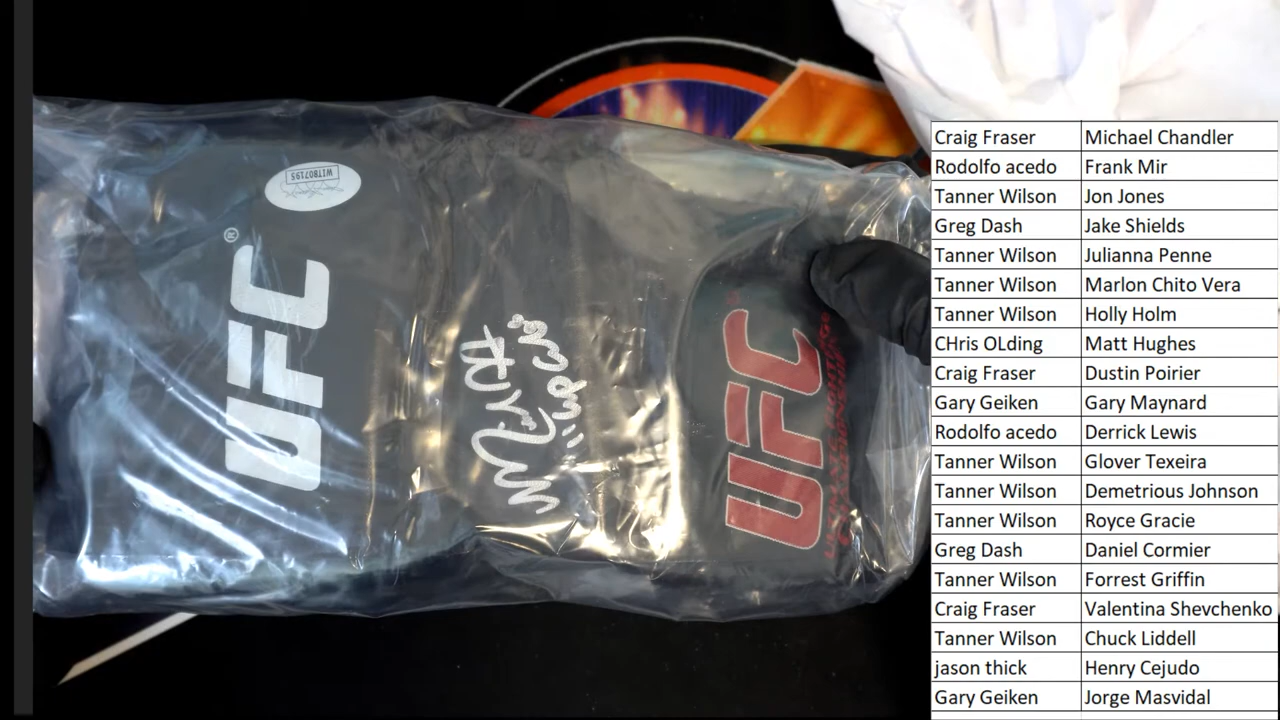 WIT807195
UFC®
UFC
Craig Fraser Michael Chandler
Rodolfo acedo Frank Mir
Tanner Wilson Jon Jones
Greg Dash Jake Shields
Tanner Wilson Julianna Penne
Tanner Wilson Marlon Chito Vera
Tanner Wilson Holly Holm
CHris OLding Matt Hughes
Craig Fraser Dustin Poirier
Gary Geiken Gary Maynard
Rodolfo acedo Derrick Lewis
Tanner Wilson Glover Texeira
Tanner Wilson Demetrious Johnson
Tanner Wilson Royce Gracie
Greg Dash Daniel Cormier
Tanner Wilson Forrest Griffin
Craig Fraser Valentina Shevchenko
Tanner Wilson Chuck Liddell
jason thick Henry Cejudo
Gary Geiken Jorge Masvidal